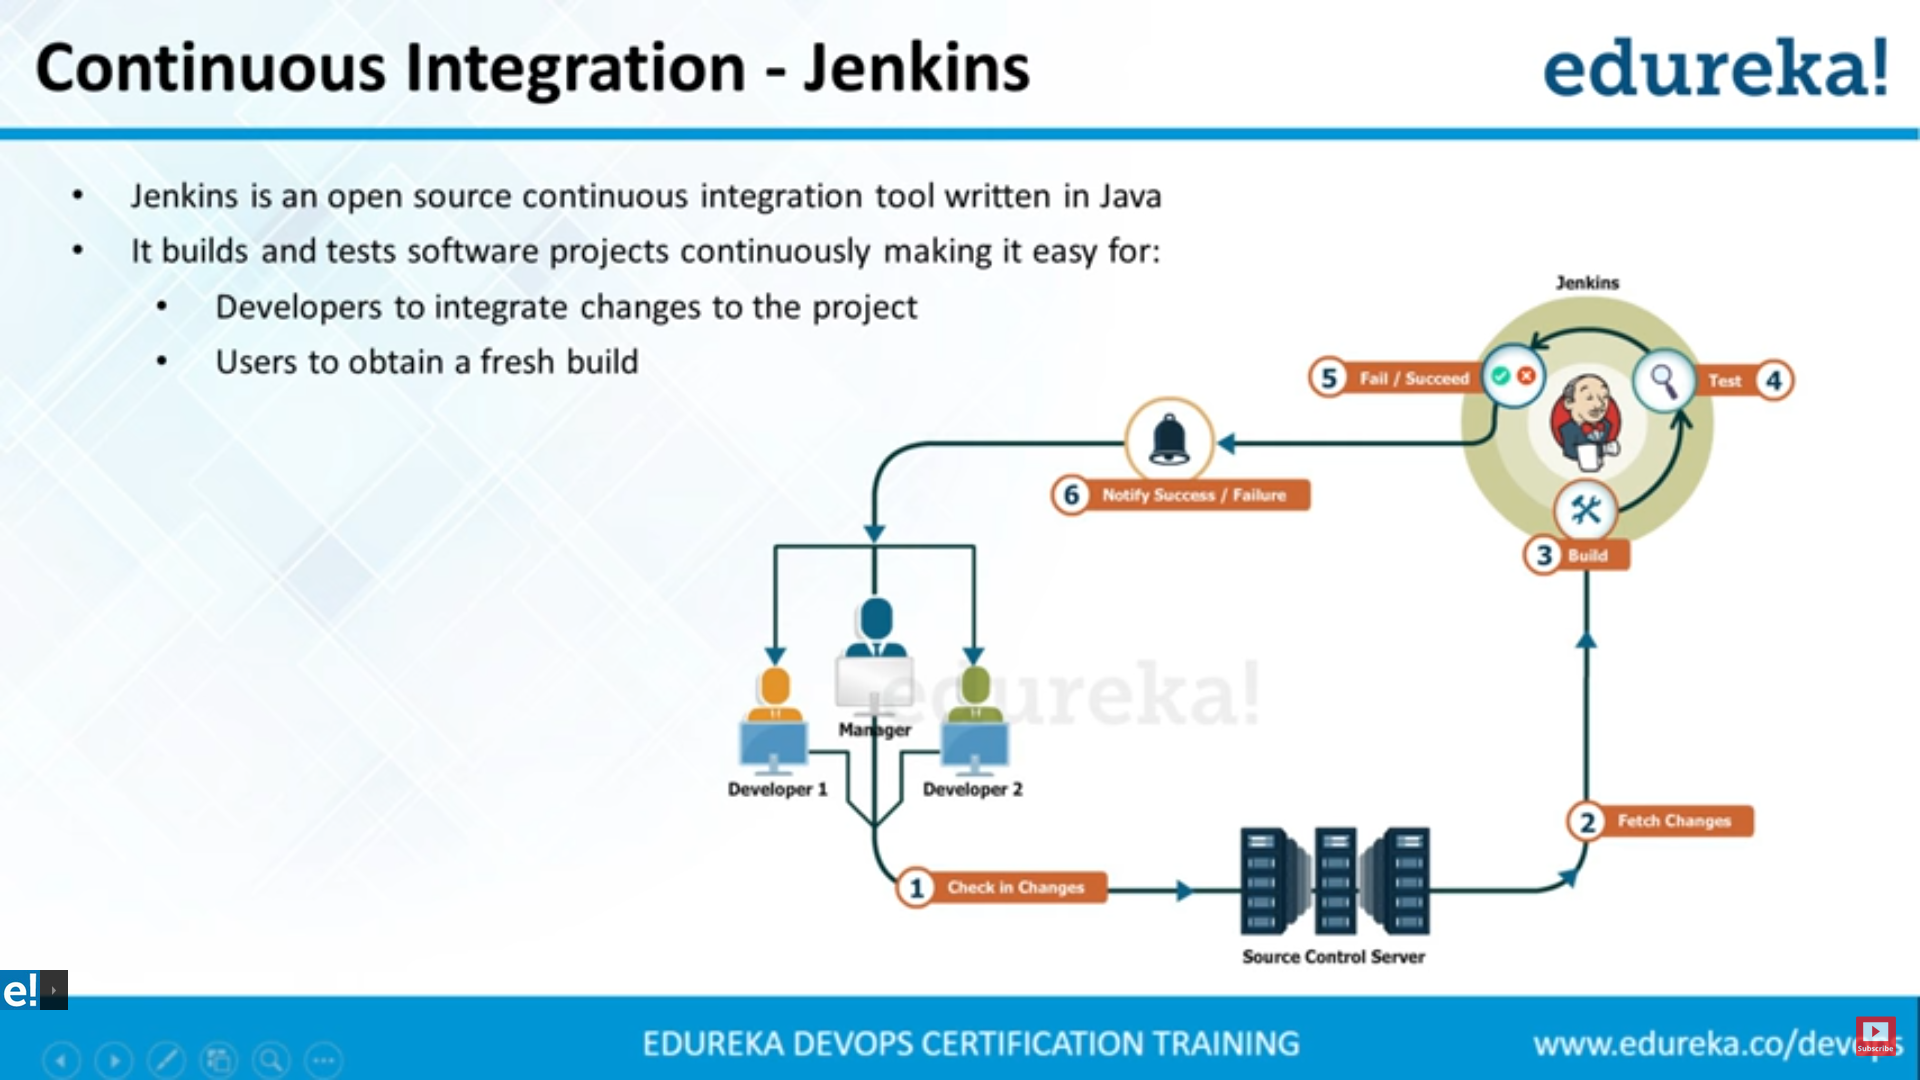 Continuous Integration - Jenkins
edureka!
• Jenkins is an open source continuous integration tool written in Java
• It builds and tests software projects continuously making it easy for:
• Developers to integrate changes to the project
• Users to obtain a fresh build
Jenkins
5 Fail / Succeed
Test 4
6 Notify Success / Failure
3 Build
edureka!
Manager
Developer 1
Developer 2
2 Fetch Changes
1 Check in Changes
Source Control Server
e!
EDUREKA DEVOPS CERTIFICATION TRAINING
www.edureka.co/devops
Subscribe